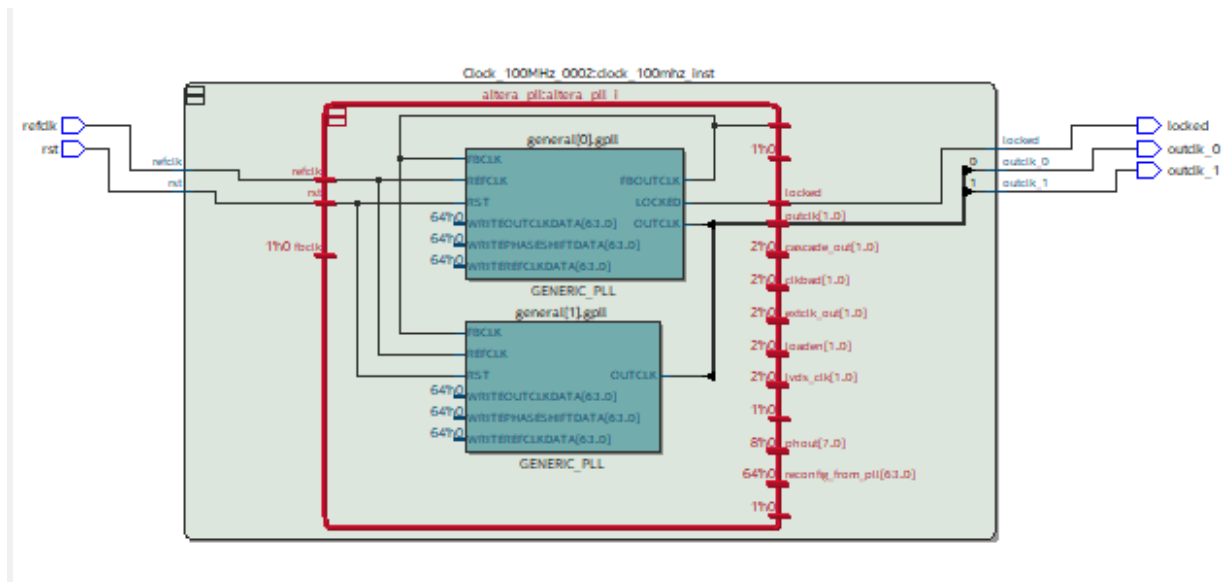 Clock_100MHz_0002:clock_100mhz_inst
altera_pll:altera_pll_i
refclk
rst
refclk
rst
refclk
rst
1'h0 fbclk
general[0].gpll
FBCLK
REFCLK
RST
64'h0 WRITEOUTCLKDATA[63.0]
64'h0 WRITEPHASESHIFTDATA[63.0]
64'h0 WRITEREFCLKDATA[63.0]
FBOUTCLK
LOCKED
OUTCLK
GENERIC_PLL
general[1].gpll
FBCLK
REFCLK
RST
64'h0 WRITEOUTCLKDATA[63.0]
64'h0 WRITEPHASESHIFTDATA[63.0]
64'h0 WRITEREFCLKDATA[63.0]
OUTCLK
GENERIC_PLL
1'h0
locked
outclk[1.0]
2'h0 cascade_out[1.0]
2'h0 clkbad[1.0]
2'h0 extclk_out[1.0]
2'h0 loaden[1.0]
2'h0 lvds_clk[1.0]
1'h0
8'h0 phout[7.0]
64'h0 reconfig_from_pll[63.0]
1'h0
0
1
locked
outclk_0
outclk_1
locked
outclk_0
outclk_1